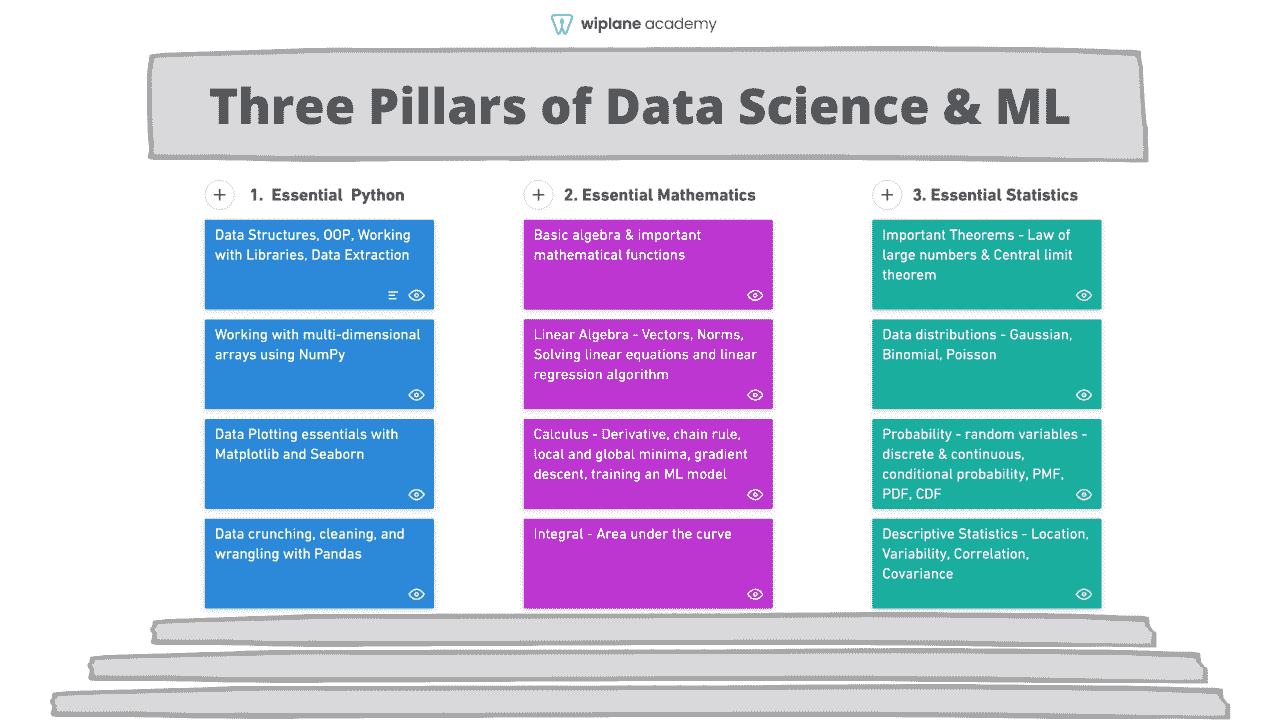 wiplane academy
Three Pillars of Data Science & ML
1. Essential Python
Data Structures, OOP, Working
with Libraries, Data Extraction
Working with multi-dimensional
arrays using NumPy
Data Plotting essentials with
Matplotlib and Seaborn
Data crunching, cleaning, and
wrangling with Pandas
2. Essential Mathematics
Basic algebra & important
mathematical functions
Linear Algebra - Vectors, Norms,
Solving linear equations and linear
regression algorithm
Calculus - Derivative, chain rule,
local and global minima, gradient
descent, training an ML model
Integral - Area under the curve
3. Essential Statistics
Important Theorems - Law of
large numbers & Central limit
theorem
Data distributions - Gaussian,
Binomial, Poisson
Probability - random variables -
discrete & continuous,
conditional probability, PMF,
PDF, CDF
Descriptive Statistics - Location,
Variability, Correlation,
Covariance